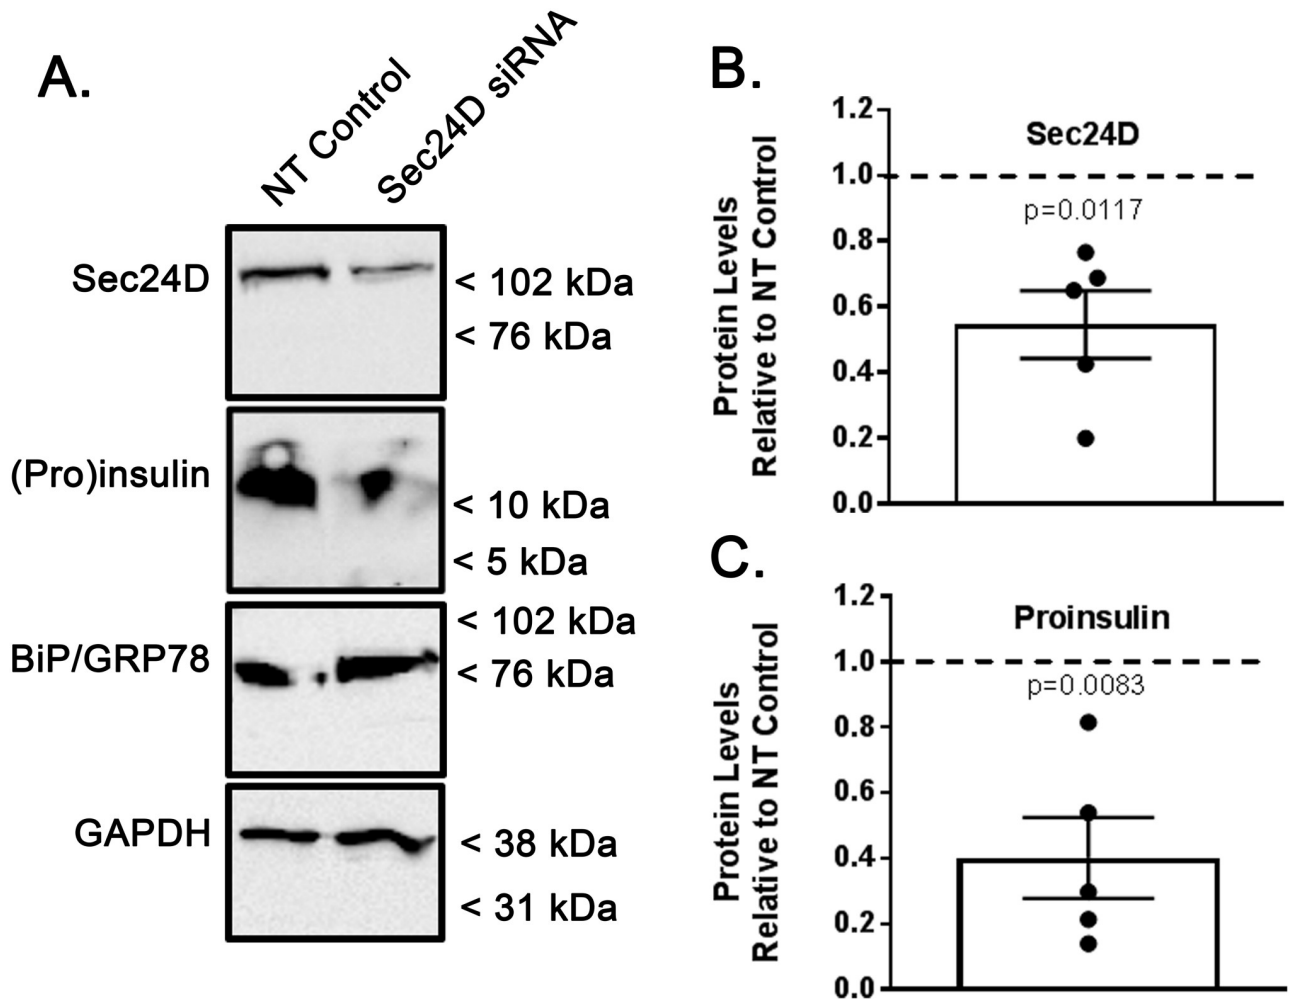 A.
NT Control
Sec24D siRNA
Sec24D
< 102 kDa
< 76 kDa
(Pro)insulin
< 10 kDa
< 5 kDa
BiP/GRP78
< 102 kDa
< 76 kDa
GAPDH
< 38 kDa
< 31 kDa
B.
Protein Levels
Relative to NT Control
1.2
1.0
0.8
0.6
0.4
0.2
0.0
Sec24D
p=0.0117
C.
Protein Levels
Relative to NT Control
1.2
1.0
0.8
0.6
0.4
0.2
0.0
Proinsulin
p=0.0083